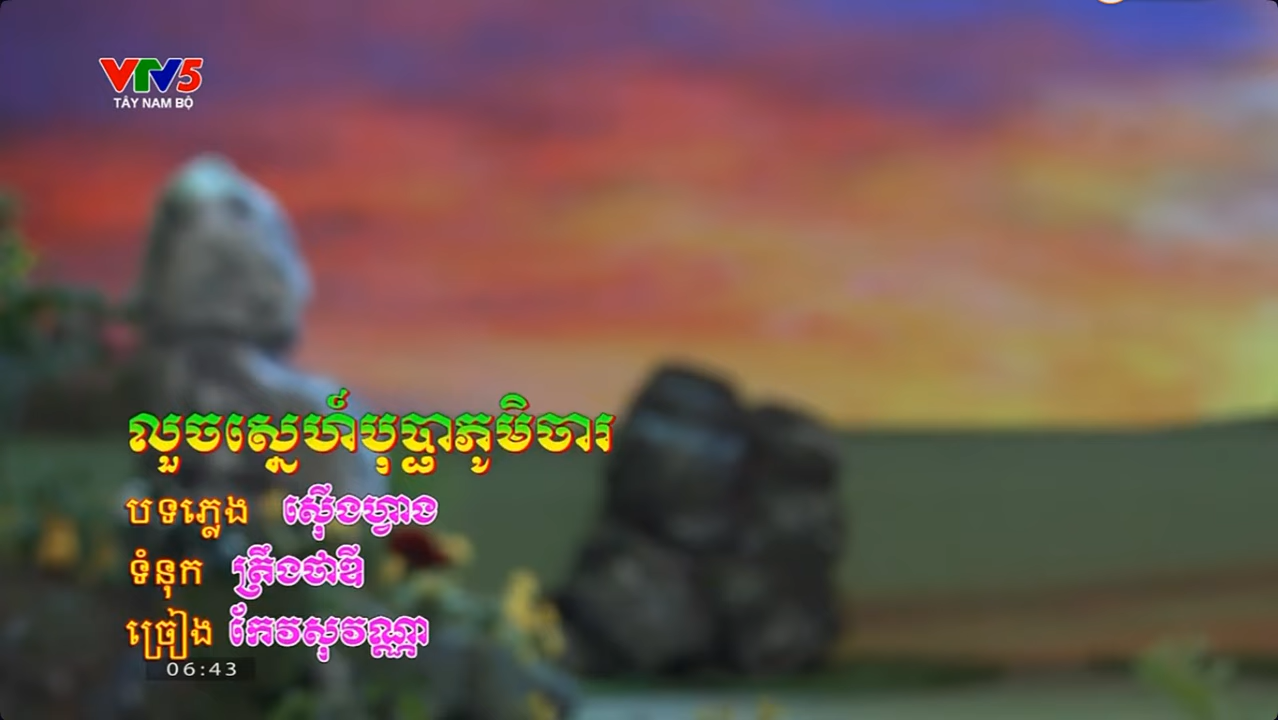 VTV5
TÂY NAM BỘ
លួចស្នេហ៍បុប្ផាភូមិចារ
បទភ្លេង ស៊ើងហ្វាង
ទំនុក ត្រឹងថាឌី
ច្រៀង កែវសុវណ្ណា
06:43